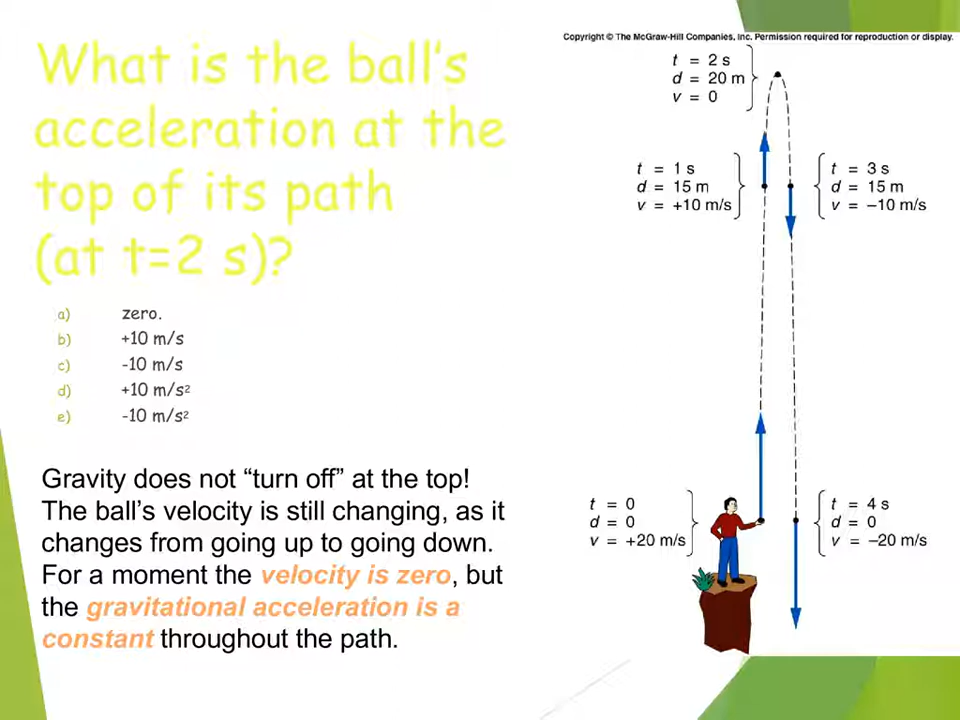 What is the ball's
acceleration at the
top of its path
(at t=2 s)?
a) zero.
b) +10 m/s
c) -10 m/s
d) +10 m/s²
e) -10 m/s²
Gravity does not “turn off” at the top!
The ball’s velocity is still changing, as it
changes from going up to going down.
For a moment the velocity is zero, but
the gravitational acceleration is a
constant throughout the path.
Copyright © The McGraw-Hill Companies, Inc. Permission required for reproduction or display.
t = 2 s
d = 20 m
v = 0
t = 1 s
d = 15 m
v = +10 m/s
t = 3 s
d = 15 m
v = −10 m/s
t = 0
d = 0
v = +20 m/s
t = 4 s
d = 0
v = −20 m/s